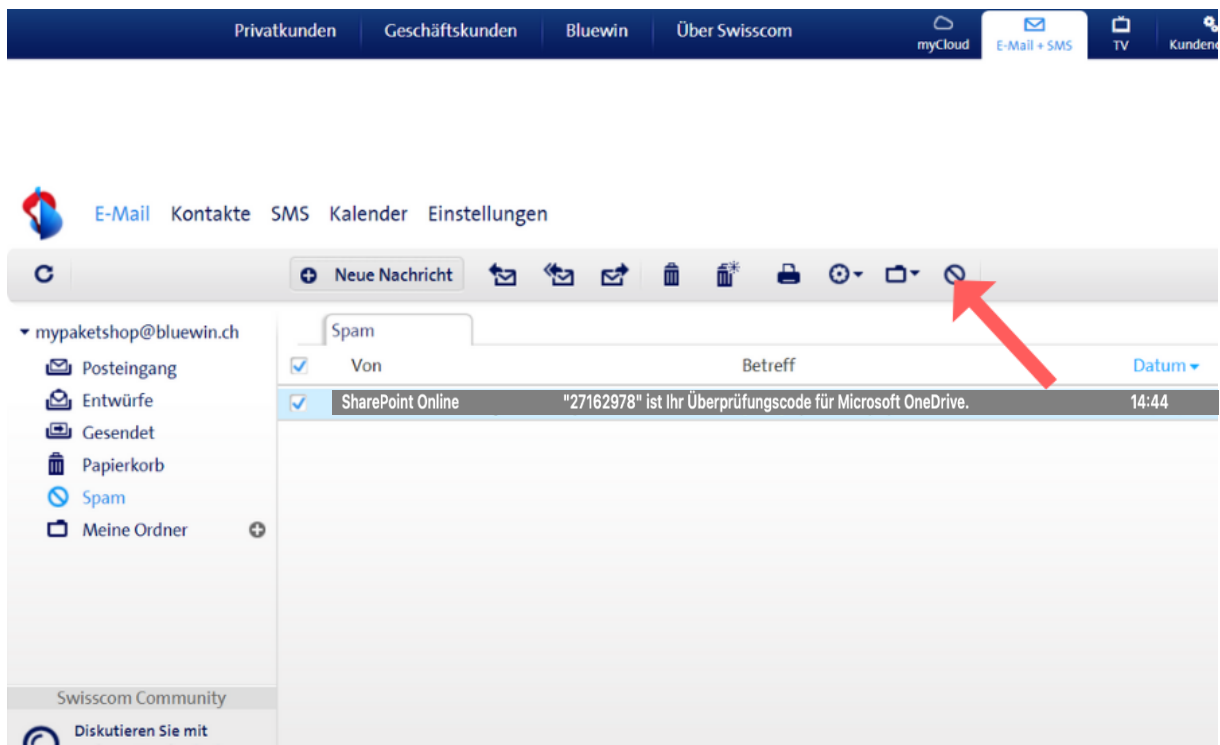 Privatkunden Geschäftskunden Bluewin Über Swisscom myCloud E-Mail + SMS TV
E-Mail Kontakte SMS Kalender Einstellungen
Neue Nachricht
mypaketshop@bluewin.ch
Posteingang
Entwürfe
Gesendet
Papierkorb
Spam
Meine Ordner
Swisscom Community
Diskutieren Sie mit
Spam
Von Betreff Datum
SharePoint Online "27162978" ist Ihr Überprüfungscode für Microsoft OneDrive. 14:44